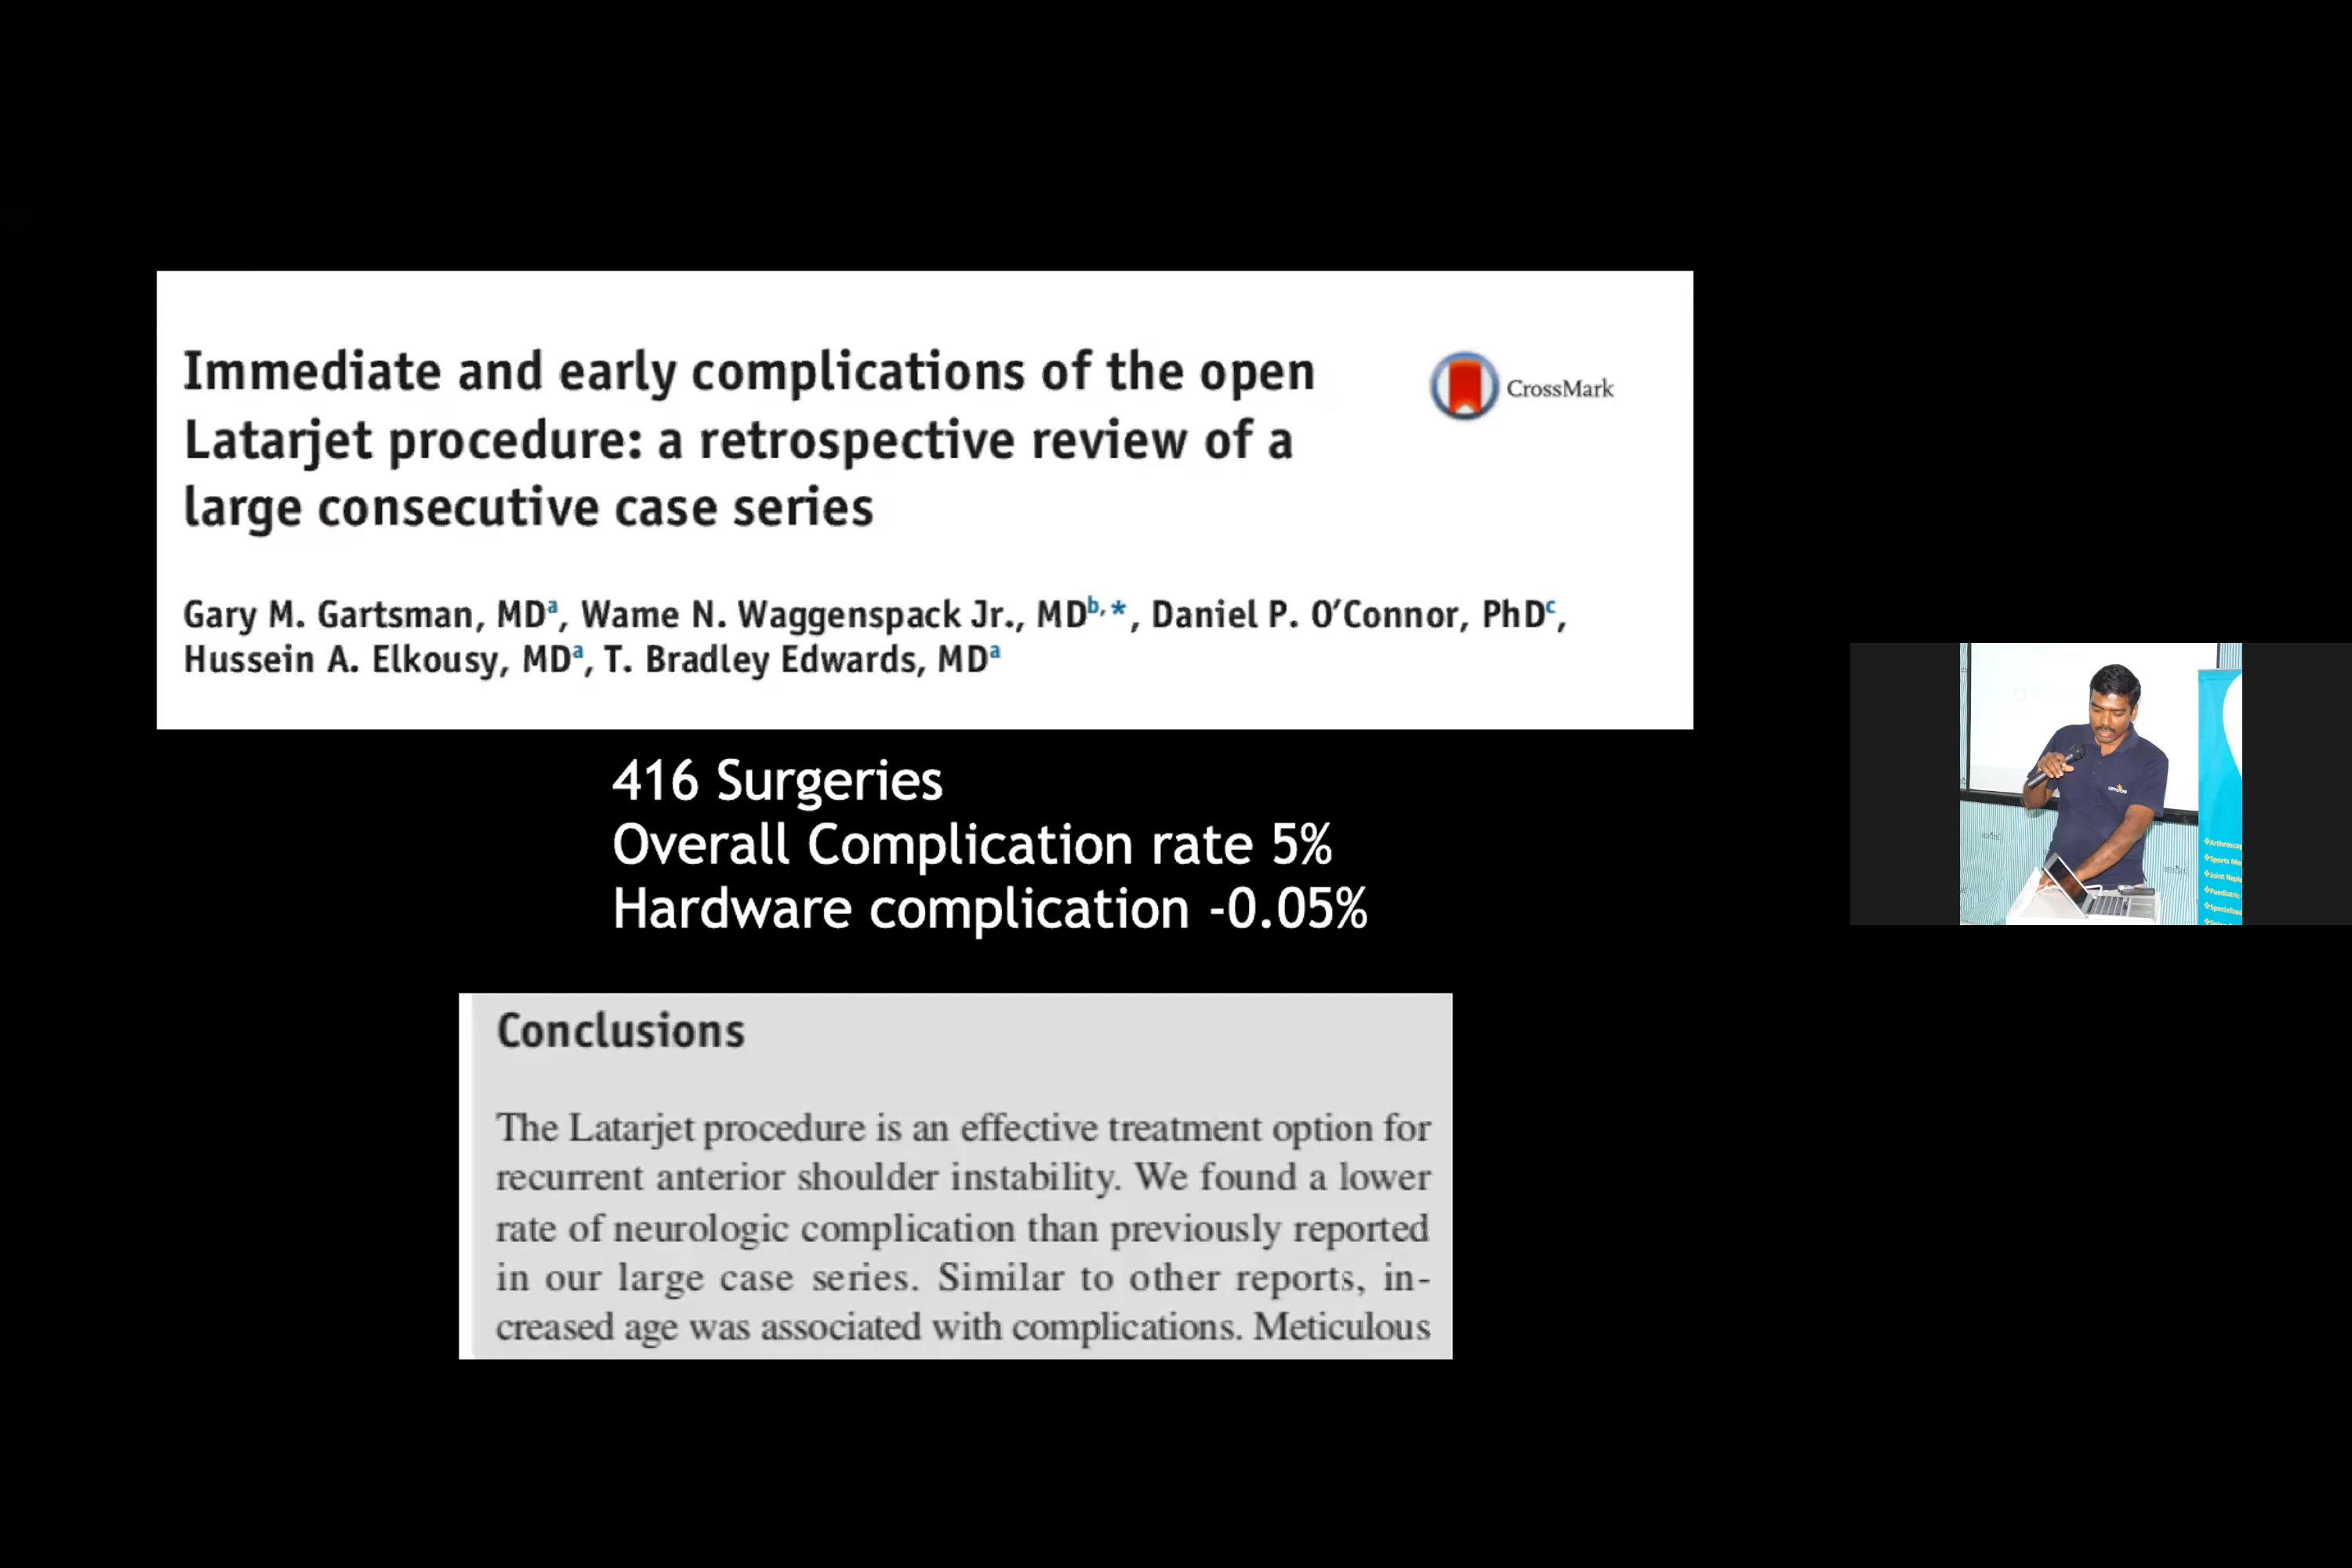 Immediate and early complications of the open
Latarjet procedure: a retrospective review of a
large consecutive case series
CrossMark
Gary M. Gartsman, MDa, Wame N. Waggenspack Jr., MDb,*, Daniel P. O'Connor, PhDc,
Hussein A. Elkousy, MDa, T. Bradley Edwards, MDa
416 Surgeries
Overall Complication rate 5%
Hardware complication -0.05%
Conclusions
The Latarjet procedure is an effective treatment option for
recurrent anterior shoulder instability. We found a lower
rate of neurologic complication than previously reported
in our large case series. Similar to other reports, in-
creased age was associated with complications. Meticulous